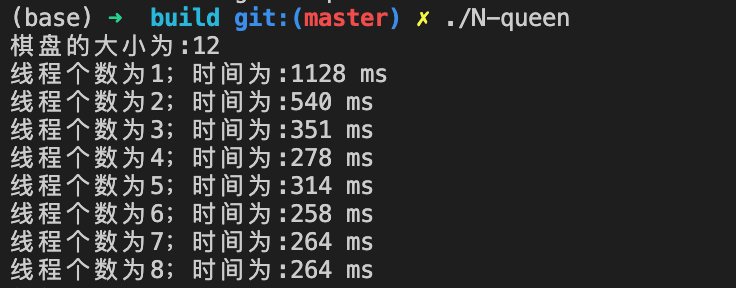 (base) ➜ build git:(master) ✗ ./N-queen
棋盘的大小为:12
线程个数为1; 时间为:1128 ms
线程个数为2; 时间为:540 ms
线程个数为3; 时间为:351 ms
线程个数为4; 时间为:278 ms
线程个数为5; 时间为:314 ms
线程个数为6; 时间为:258 ms
线程个数为7; 时间为:264 ms
线程个数为8; 时间为:264 ms